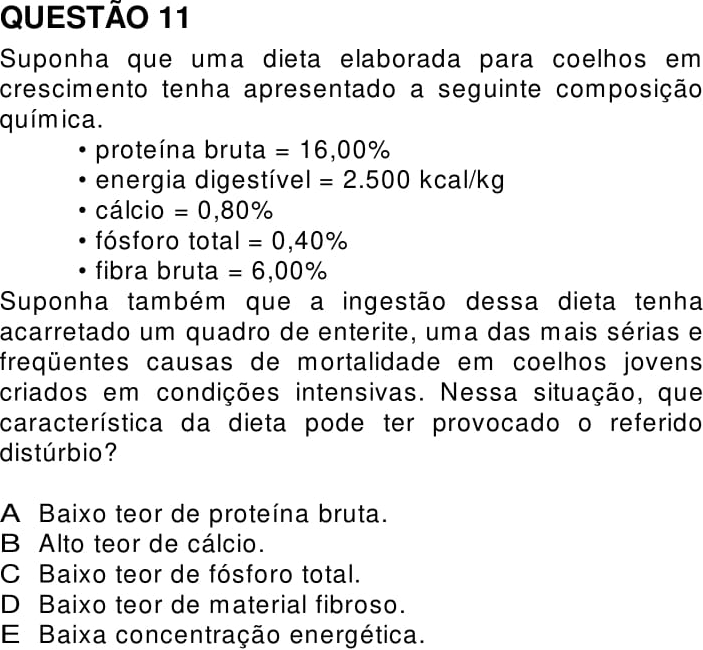 QUESTÃO 11
Suponha que uma dieta elaborada para coelhos em
crescimento tenha apresentado a seguinte composição
química.
• proteína bruta = 16,00%
• energia digestível = 2.500 kcal/kg
• cálcio = 0,80%
• fósforo total = 0,40%
• fibra bruta = 6,00%
Suponha também que a ingestão dessa dieta tenha
acarretado um quadro de enterite, uma das mais sérias e
freqüentes causas de mortalidade em coelhos jovens
criados em condições intensivas. Nessa situação, que
característica da dieta pode ter provocado o referido
distúrbio?
A Baixo teor de proteína bruta.
B Alto teor de cálcio.
C Baixo teor de fósforo total.
D Baixo teor de material fibroso.
E Baixa concentração energética.